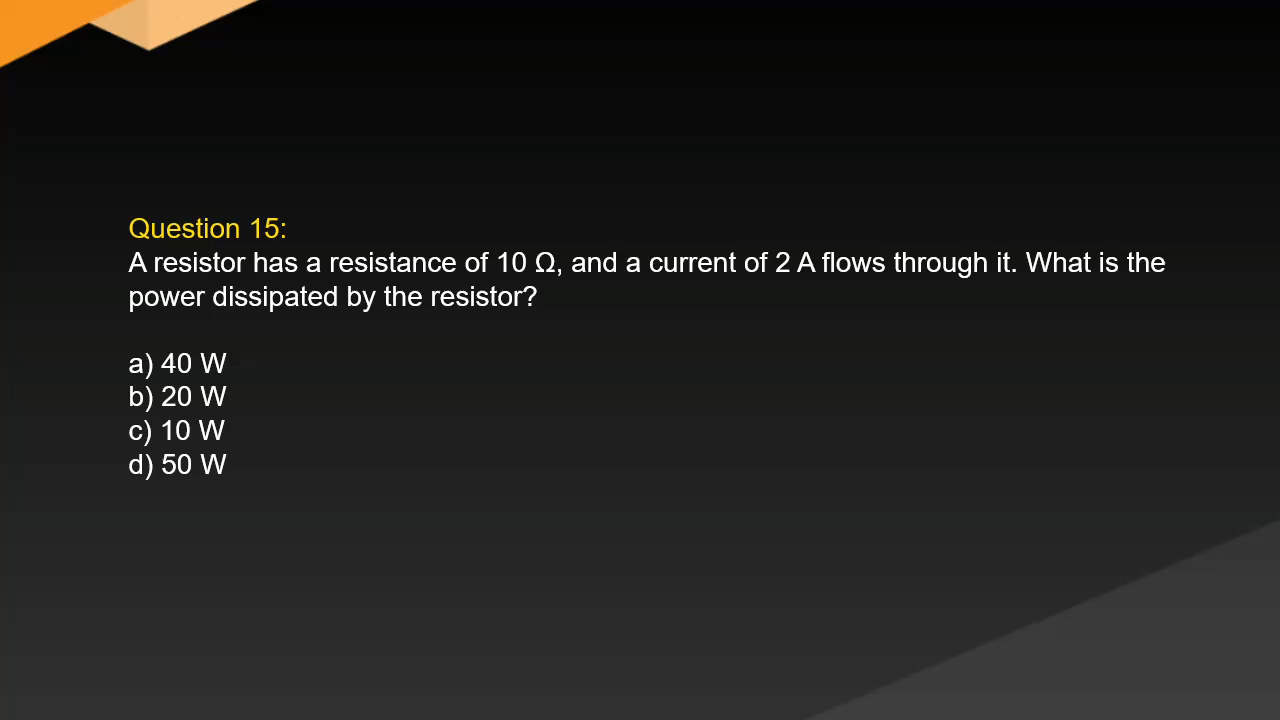 Question 15:
A resistor has a resistance of 10 Ω, and a current of 2 A flows through it. What is the
power dissipated by the resistor?
a) 40 W
b) 20 W
c) 10 W
d) 50 W